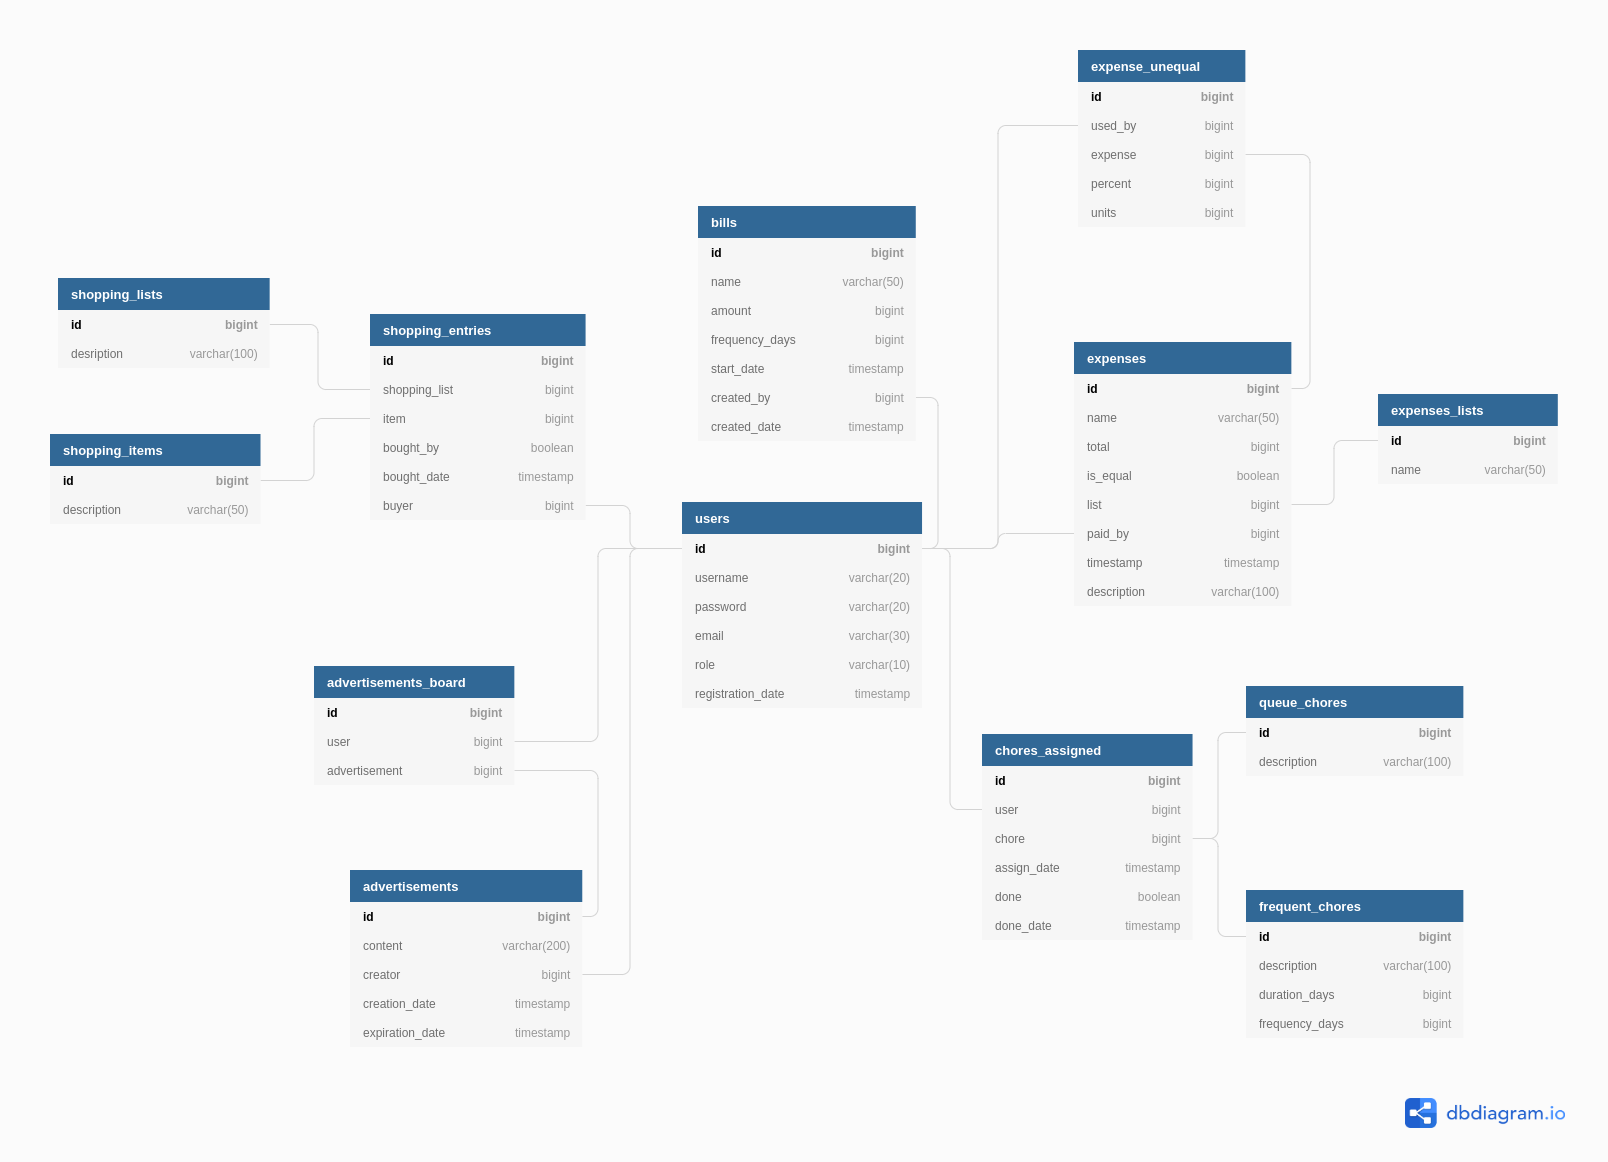 expense_unequal
id bigint
used_by bigint
expense bigint
percent bigint
units bigint
bills
id bigint
name varchar(50)
amount bigint
frequency_days bigint
start_date timestamp
created_by bigint
created_date timestamp
shopping_lists
id bigint
desription varchar(100)
shopping_entries
id bigint
shopping_list bigint
item bigint
bought_by boolean
bought_date timestamp
buyer bigint
shopping_items
id bigint
description varchar(50)
expenses
id bigint
name varchar(50)
total bigint
is_equal boolean
list bigint
paid_by bigint
timestamp timestamp
description varchar(100)
expenses_lists
id bigint
name varchar(50)
users
id bigint
username varchar(20)
password varchar(20)
email varchar(30)
role varchar(10)
registration_date timestamp
advertisements_board
id bigint
user bigint
advertisement bigint
advertisements
id bigint
content varchar(200)
creator bigint
creation_date timestamp
expiration_date timestamp
chores_assigned
id bigint
user bigint
chore bigint
assign_date timestamp
done boolean
done_date timestamp
queue_chores
id bigint
description varchar(100)
frequent_chores
id bigint
description varchar(100)
duration_days bigint
frequency_days bigint
dbdiagram.io